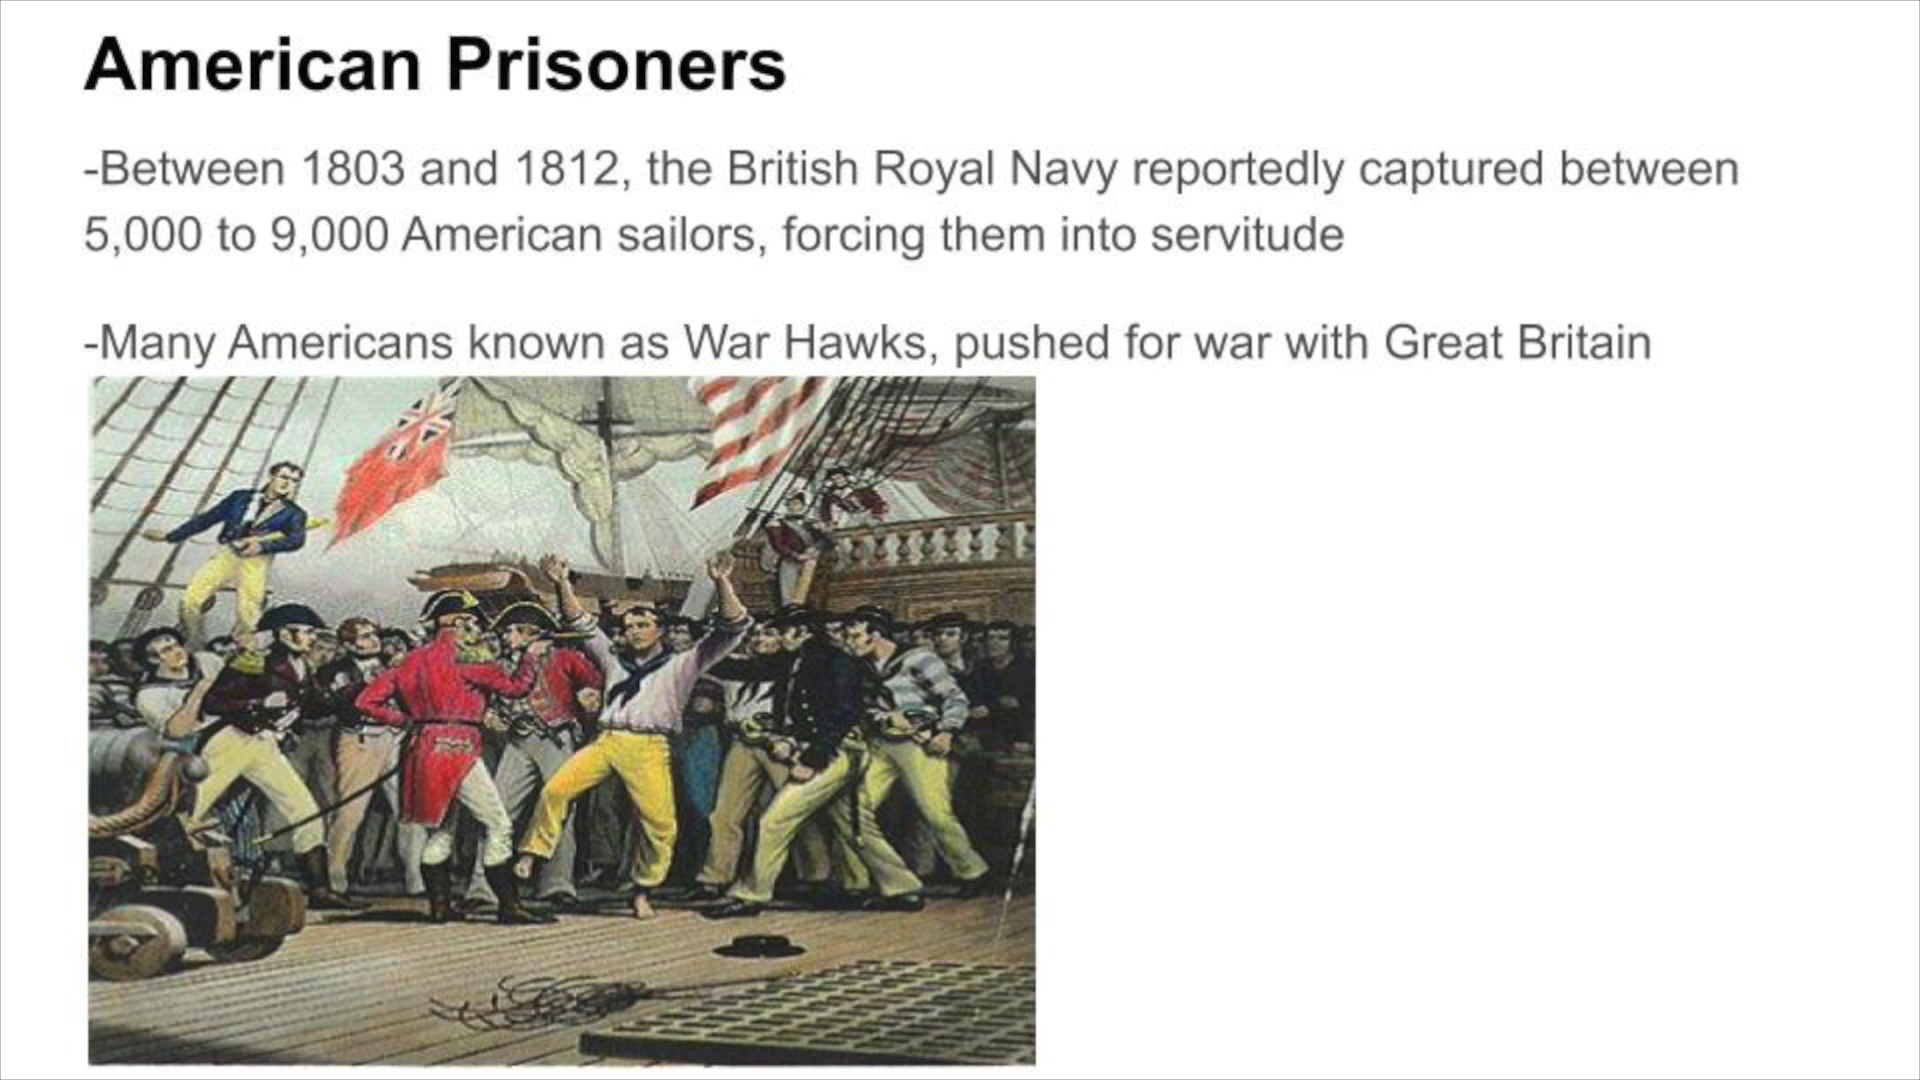 American Prisoners
-Between 1803 and 1812, the British Royal Navy reportedly captured between
5,000 to 9,000 American sailors, forcing them into servitude
-Many Americans known as War Hawks, pushed for war with Great Britain